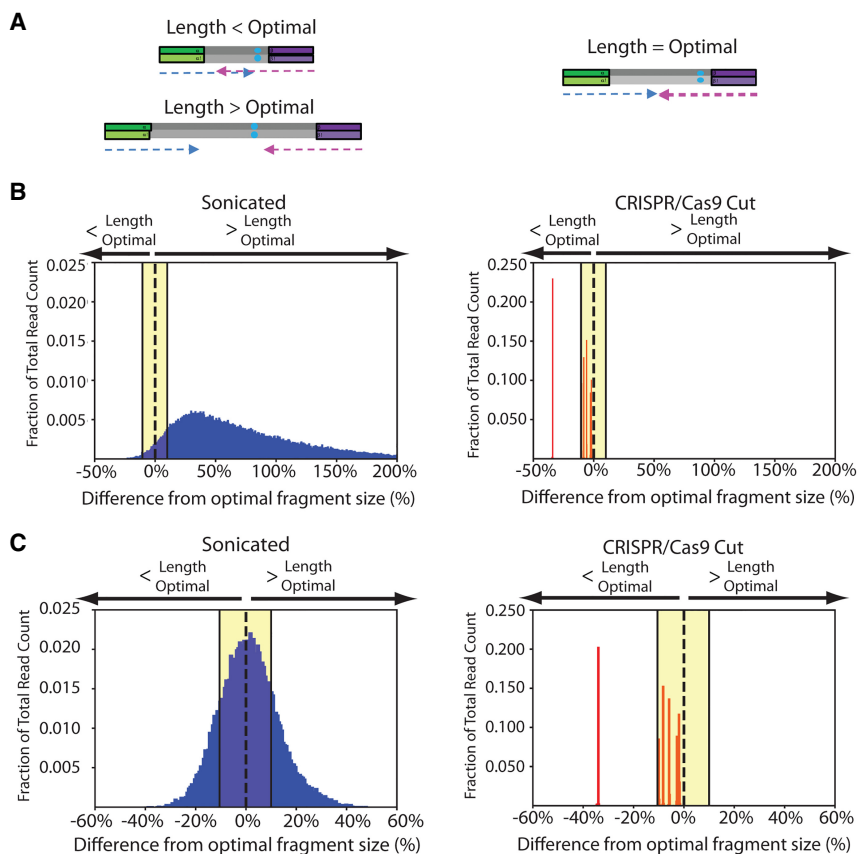 A
Length < Optimal
Length = Optimal
Length > Optimal
B
Sonicated
< Length Optimal
> Length Optimal
Fraction of Total Read Count
0.025
0.020
0.015
0.010
0.005
-50% 0% 50% 100% 150% 200%
Difference from optimal fragment size (%)
CRISPR/Cas9 Cut
< Length Optimal
> Length Optimal
Fraction of Total Read Count
0.250
0.200
0.150
0.100
0.050
-50% 0% 50% 100% 150% 200%
Difference from optimal fragment size (%)
C
Sonicated
< Length Optimal
> Length Optimal
Fraction of Total Read Count
0.025
0.020
0.015
0.010
0.005
-60% -40% -20% 0% 20% 40% 60%
Difference from optimal fragment size (%)
CRISPR/Cas9 Cut
< Length Optimal
> Length Optimal
Fraction of Total Read Count
0.250
0.200
0.150
0.100
0.050
-60% -40% -20% 0% 20% 40% 60%
Difference from optimal fragment size (%)